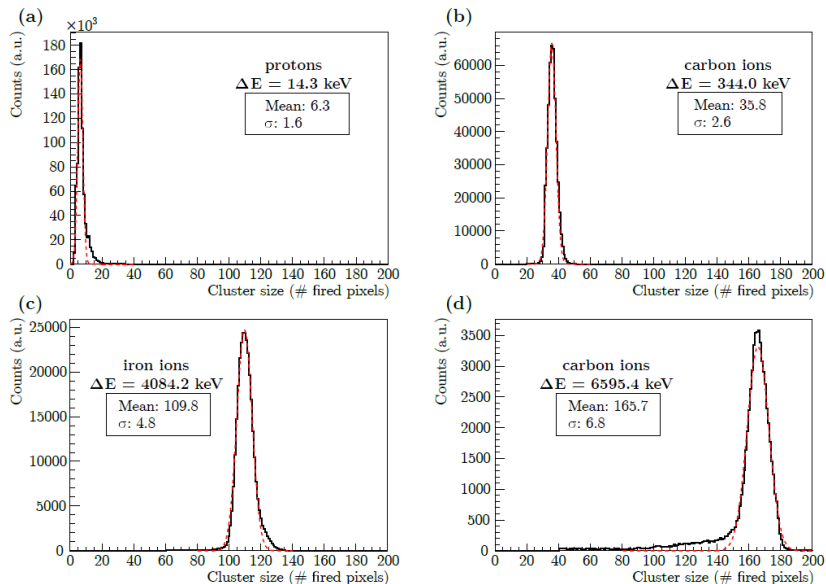 (a)
×10³
Counts (a.u.)
180
160
140
120
100
80
60
40
20
0
protons
ΔE = 14.3 keV
Mean: 6.3
σ: 1.6
0 20 40 60 80 100 120 140 160 180 200
Cluster size (# fired pixels)
(b)
Counts (a.u.)
60000
50000
40000
30000
20000
10000
0
carbon ions
ΔE = 344.0 keV
Mean: 35.8
σ: 2.6
0 20 40 60 80 100 120 140 160 180 200
Cluster size (# fired pixels)
(c)
Counts (a.u.)
25000
20000
15000
10000
5000
0
iron ions
ΔE = 4084.2 keV
Mean: 109.8
σ: 4.8
0 20 40 60 80 100 120 140 160 180 200
Cluster size (# fired pixels)
(d)
Counts (a.u.)
3500
3000
2500
2000
1500
1000
500
0
carbon ions
ΔE = 6595.4 keV
Mean: 165.7
σ: 6.8
0 20 40 60 80 100 120 140 160 180 200
Cluster size (# fired pixels)